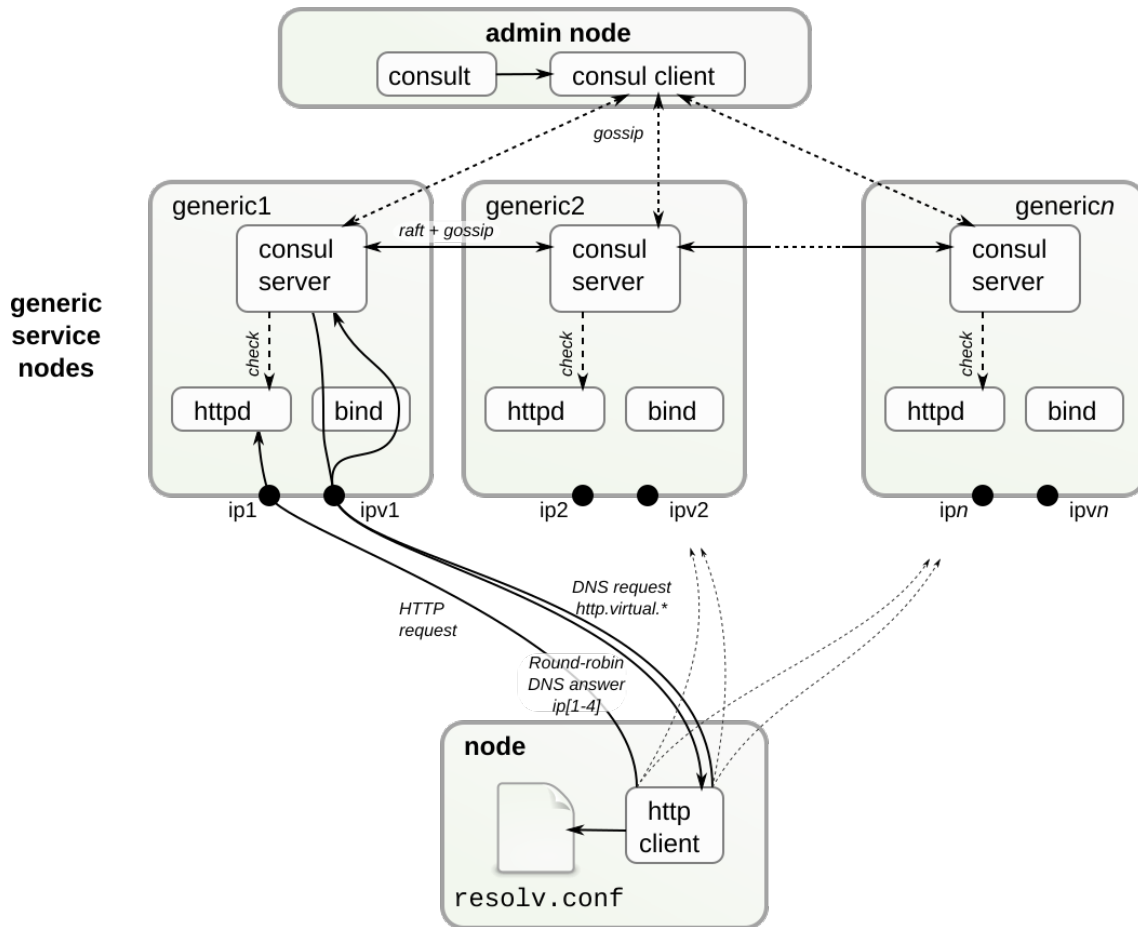 admin node
consult
consul client
gossip
generic1
generic2
genericn
raft + gossip
consul
server
consul
server
consul
server
generic
service
nodes
check
check
check
httpd
bind
httpd
bind
httpd
bind
ip1
ipv1
ip2
ipv2
ipn
ipvn
DNS request
http.virtual.*
HTTP
request
Round-robin
DNS answer
ip[1-4]
node
http
client
resolv.conf